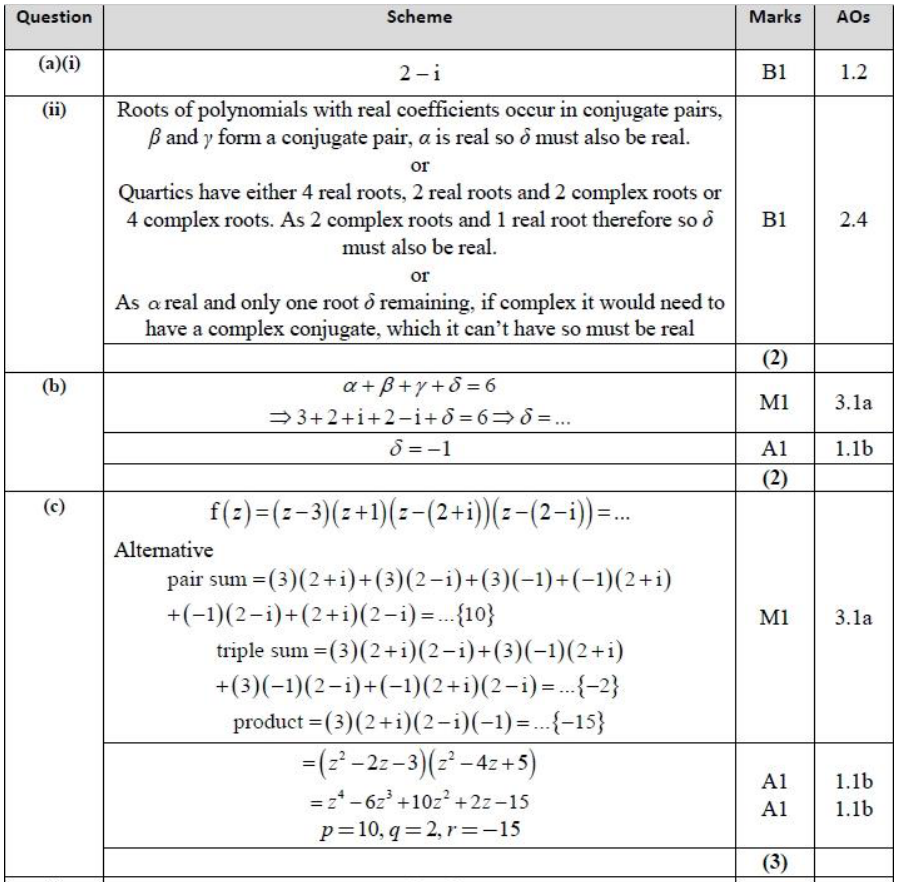 Question Scheme Marks AOs
(a)(i) 2 – i B1 1.2
(ii) Roots of polynomials with real coefficients occur in conjugate pairs,
β and γ form a conjugate pair, α is real so δ must also be real.
or
Quartics have either 4 real roots, 2 real roots and 2 complex roots or
4 complex roots. As 2 complex roots and 1 real root therefore so δ
must also be real.
or
As α real and only one root δ remaining, if complex it would need to
have a complex conjugate, which it can't have so must be real
B1 2.4
(2)
(b) α + β + γ + δ = 6
⇒ 3 + 2 + i + 2 – i + δ = 6 ⇒ δ = ...
M1 3.1a
δ = –1 A1 1.1b
(2)
(c) f(z) = (z – 3)(z + 1)(z – (2 + i))(z – (2 – i)) = ...
Alternative
pair sum = (3)(2 + i) + (3)(2 – i) + (3)(–1) + (–1)(2 + i)
+ (–1)(2 – i) + (2 + i)(2 – i) = ...{10}
triple sum = (3)(2 + i)(2 – i) + (3)(–1)(2 + i)
+ (3)(–1)(2 – i) + (–1)(2 + i)(2 – i) = ...{–2}
product = (3)(2 + i)(2 – i)(–1) = ...{–15}
M1 3.1a
= (z² – 2z – 3)(z² – 4z + 5)
= z⁴ – 6z³ + 10z² + 2z – 15
p = 10, q = 2, r = –15
A1 1.1b
A1 1.1b
(3)